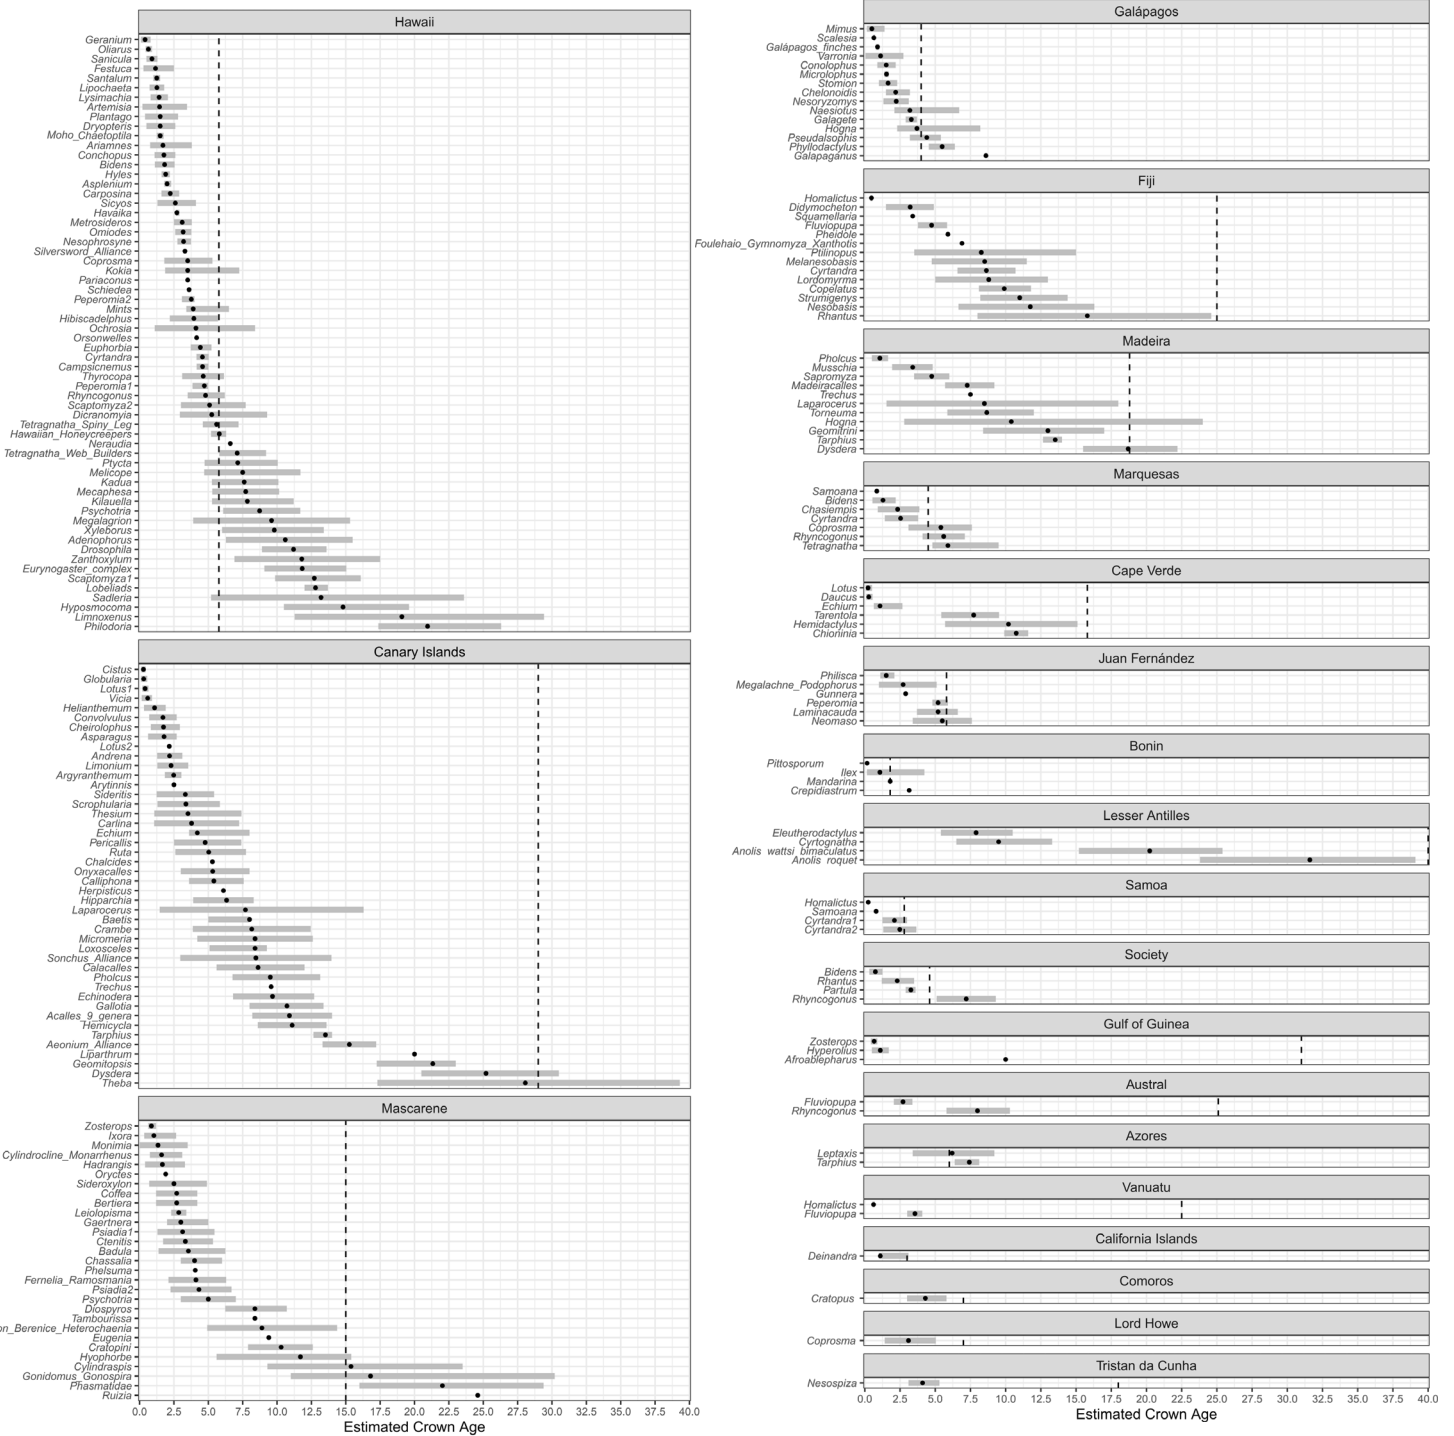 Hawaii
Geranium
Oliarus
Sanicula
Festuca
Santalum
Lipochaeta
Lysimachia
Artemisia
Plantago
Dryopteris
Moho_Chaetoptila
Ariamnes
Conchopus
Bidens
Hyles
Asplenium
Carposina
Sicyos
Havaika
Metrosideros
Omiodes
Nesophrosyne
Silversword_Alliance
Coprosma
Kokia
Pariaconus
Schiedea
Peperomia2
Mints
Hibiscadelphus
Ochrosia
Orsonwelles
Euphorbia
Cyrtandra
Campsicnemus
Thyrocopa
Peperomia1
Rhyncogonus
Scaptomyza2
Dicranomyia
Tetragnatha_Spiny_Leg
Hawaiian_Honeycreepers
Neraudia
Tetragnatha_Web_Builders
Ptycta
Melicope
Kadua
Mecaphesa
Kilauella
Psychotria
Megalagrion
Xyleborus
Adenophorus
Drosophila
Zanthoxylum
Eurynogaster_complex
Scaptomyza1
Lobeliads
Sadleria
Hyposmocoma
Limnoxenus
Philodoria
Canary Islands
Cistus
Globularia
Lotus1
Vicia
Helianthemum
Convolvulus
Cheirolophus
Asparagus
Lotus2
Andrena
Limonium
Argyranthemum
Arytinnis
Sideritis
Scrophularia
Thesium
Carlina
Echium
Pericallis
Ruta
Chalcides
Onyxacalles
Calliphona
Herpisticus
Hipparchia
Laparocerus
Baetis
Crambe
Micromeria
Loxosceles
Sonchus_Alliance
Calacalles
Pholcus
Trechus
Echinodera
Gallotia
Acalles_9_genera
Hemicycla
Tarphius
Aeonium_Alliance
Liparthrum
Geomitopsis
Dysdera
Theba
Mascarene
Zosterops
Ixora
Monimia
Cylindrocline_Monarrhenus
Hadrangis
Oryctes
Sideroxylon
Coffea
Bertiera
Leiolopisma
Gaertnera
Psiadia1
Ctenitis
Badula
Chassalia
Phelsuma
Fernelia_Ramosmania
Psiadia2
Psychotria
Diospyros
Tambourissa
on_Berenice_Heterochaenia
Eugenia
Cratopini
Hyophorbe
Cylindraspis
Gonidomus_Gonospira
Phasmatidae
Ruizia
0.0 2.5 5.0 7.5 10.0 12.5 15.0 17.5 20.0 22.5 25.0 27.5 30.0 32.5 35.0 37.5 40.0
Estimated Crown Age
Galápagos
Mimus
Scalesia
Galápagos_finches
Varronia
Conolophus
Microlophus
Stomion
Chelonoidis
Nesoryzomys
Naesiotus
Galagete
Hogna
Pseudalsophis
Phyllodactylus
Galapaganus
Fiji
Homalictus
Didymocheton
Squamellaria
Fluviopupa
Pheidole
Foulehaio_Gymnomyza_Xanthotis
Ptilinopus
Melanesobasis
Cyrtandra
Lordomyrma
Copelatus
Strumigenys
Nesobasis
Rhantus
Madeira
Pholcus
Musschia
Sapromyza
Madeiracalles
Trechus
Laparocerus
Torneuma
Hogna
Geomitrini
Tarphius
Dysdera
Marquesas
Samoana
Bidens
Chasiempis
Cyrtandra
Coprosma
Rhyncogonus
Tetragnatha
Cape Verde
Lotus
Daucus
Echium
Tarentola
Hemidactylus
Chioninia
Juan Fernández
Philisca
Megalachne_Podophorus
Gunnera
Peperomia
Laminacauda
Neomaso
Bonin
Pittosporum
Ilex
Mandarina
Crepidiastrum
Lesser Antilles
Eleutherodactylus
Cyrtognatha
Anolis_wattsi_bimaculatus
Anolis_roquet
Samoa
Homalictus
Samoana
Cyrtandra1
Cyrtandra2
Society
Bidens
Rhantus
Partula
Rhyncogonus
Gulf of Guinea
Zosterops
Hyperolius
Afroablepharus
Austral
Fluviopupa
Rhyncogonus
Azores
Leptaxis
Tarphius
Vanuatu
Homalictus
Fluviopupa
California Islands
Deinandra
Comoros
Cratopus
Lord Howe
Coprosma
Tristan da Cunha
Nesospiza
0.0 2.5 5.0 7.5 10.0 12.5 15.0 17.5 20.0 22.5 25.0 27.5 30.0 32.5 35.0 37.5 40.0
Estimated Crown Age